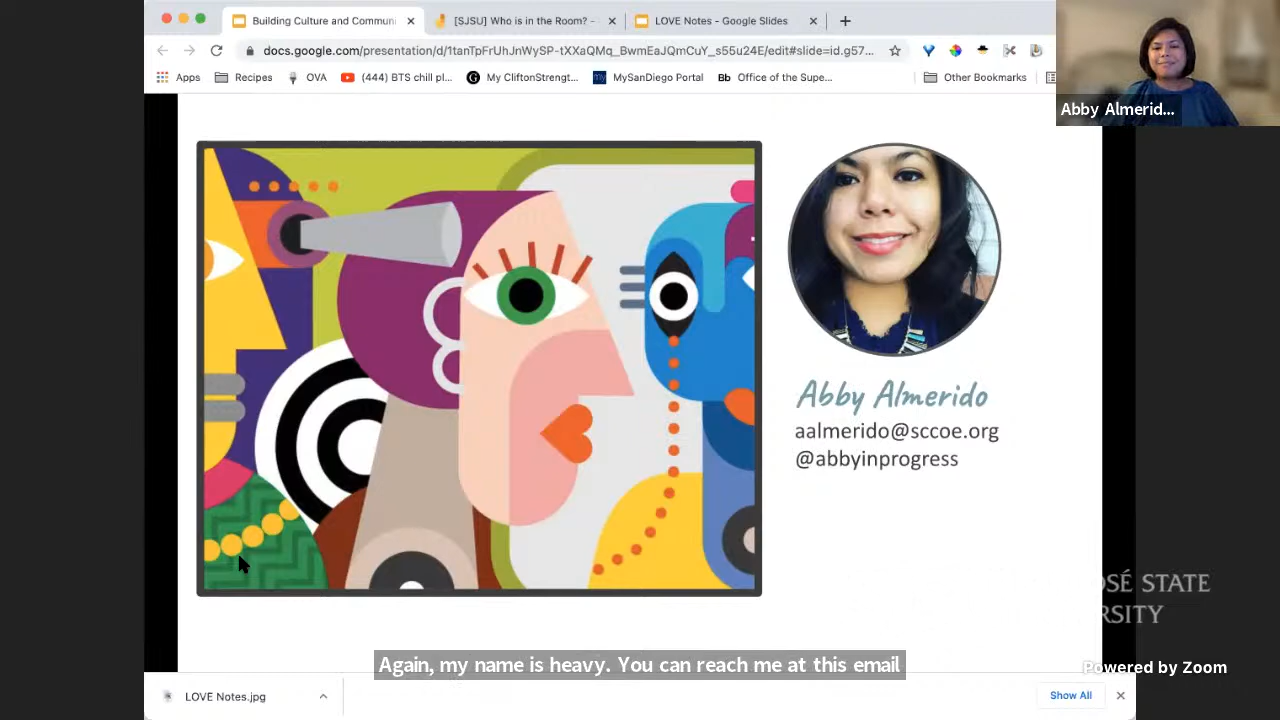 Building Culture and Communi
[SJSU] Who is in the Room? -
LOVE Notes - Google Slides
docs.google.com/presentation/d/1tanTpFrUhJnWySP-tXXaQMq_BwmEaJQmCuY_s55u24E/edit#slide=id.g57...
Apps
Recipes
OVA
(444) BTS chill pl...
My CliftonStrengt...
MySanDiego Portal
Bb Office of the Supe...
Other Bookmarks
Abby Almerid...
Abby Almerido
aalmerido@sccoe.org
@abbyinprogress
OSÉ STATE
RSITY
Again, my name is heavy. You can reach me at this email
Powered by Zoom
LOVE Notes.jpg
Show All